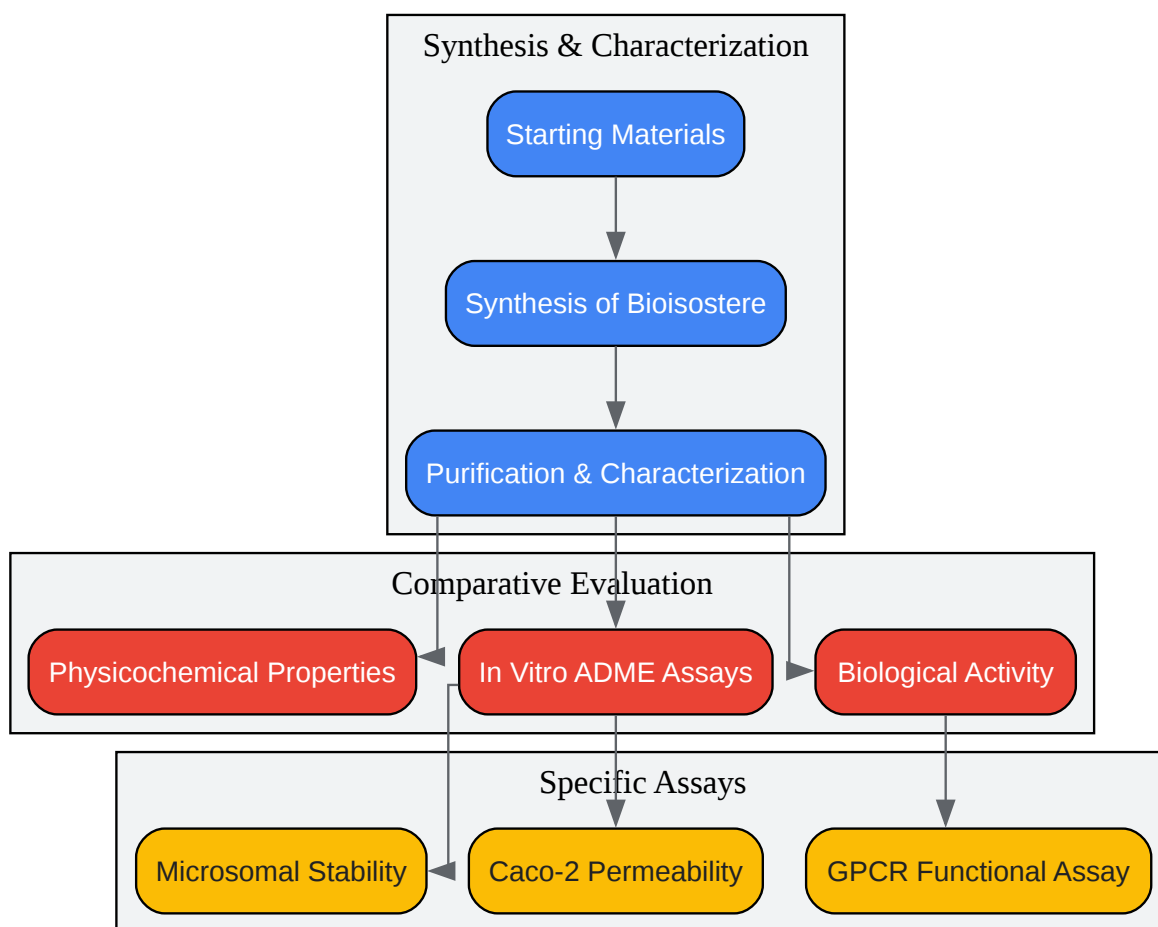 Synthesis & Characterization
Starting Materials
Synthesis of Bioisostere
Purification & Characterization
Comparative Evaluation
Physicochemical Properties
In Vitro ADME Assays
Biological Activity
Specific Assays
Microsomal Stability
Caco-2 Permeability
GPCR Functional Assay